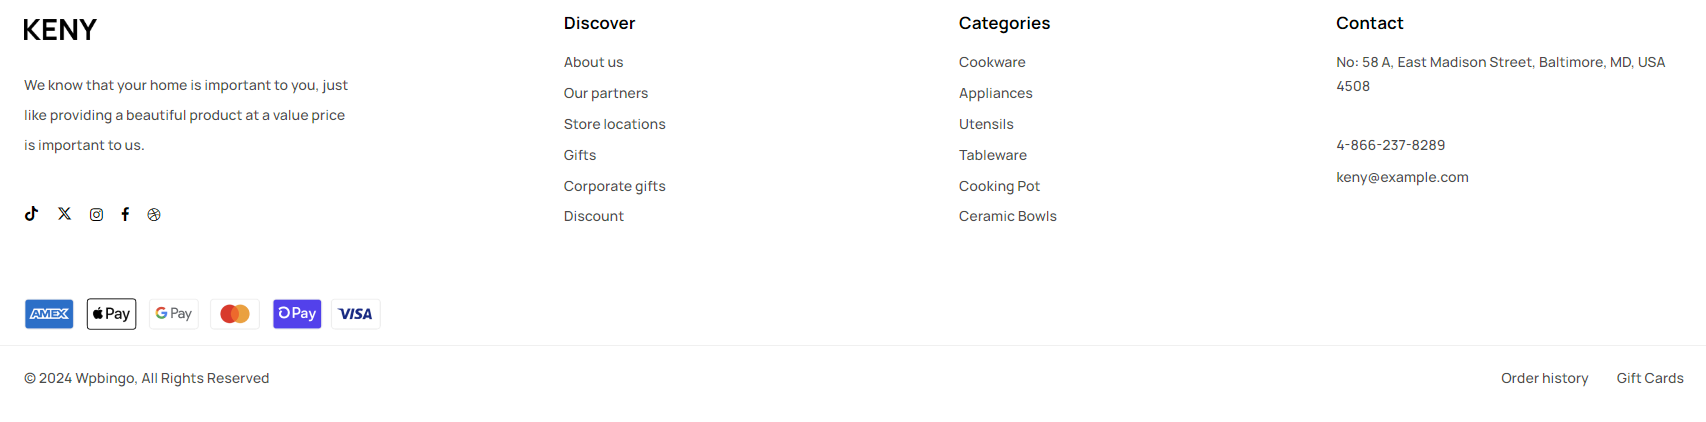 KENY
We know that your home is important to you, just
like providing a beautiful product at a value price
is important to us.
Discover
About us
Our partners
Store locations
Gifts
Corporate gifts
Discount
Categories
Cookware
Appliances
Utensils
Tableware
Cooking Pot
Ceramic Bowls
Contact
No: 58 A, East Madison Street, Baltimore, MD, USA
4508
4-866-237-8289
keny@example.com
AMEX Pay G Pay Pay VISA
© 2024 Wpbingo, All Rights Reserved
Order history Gift Cards